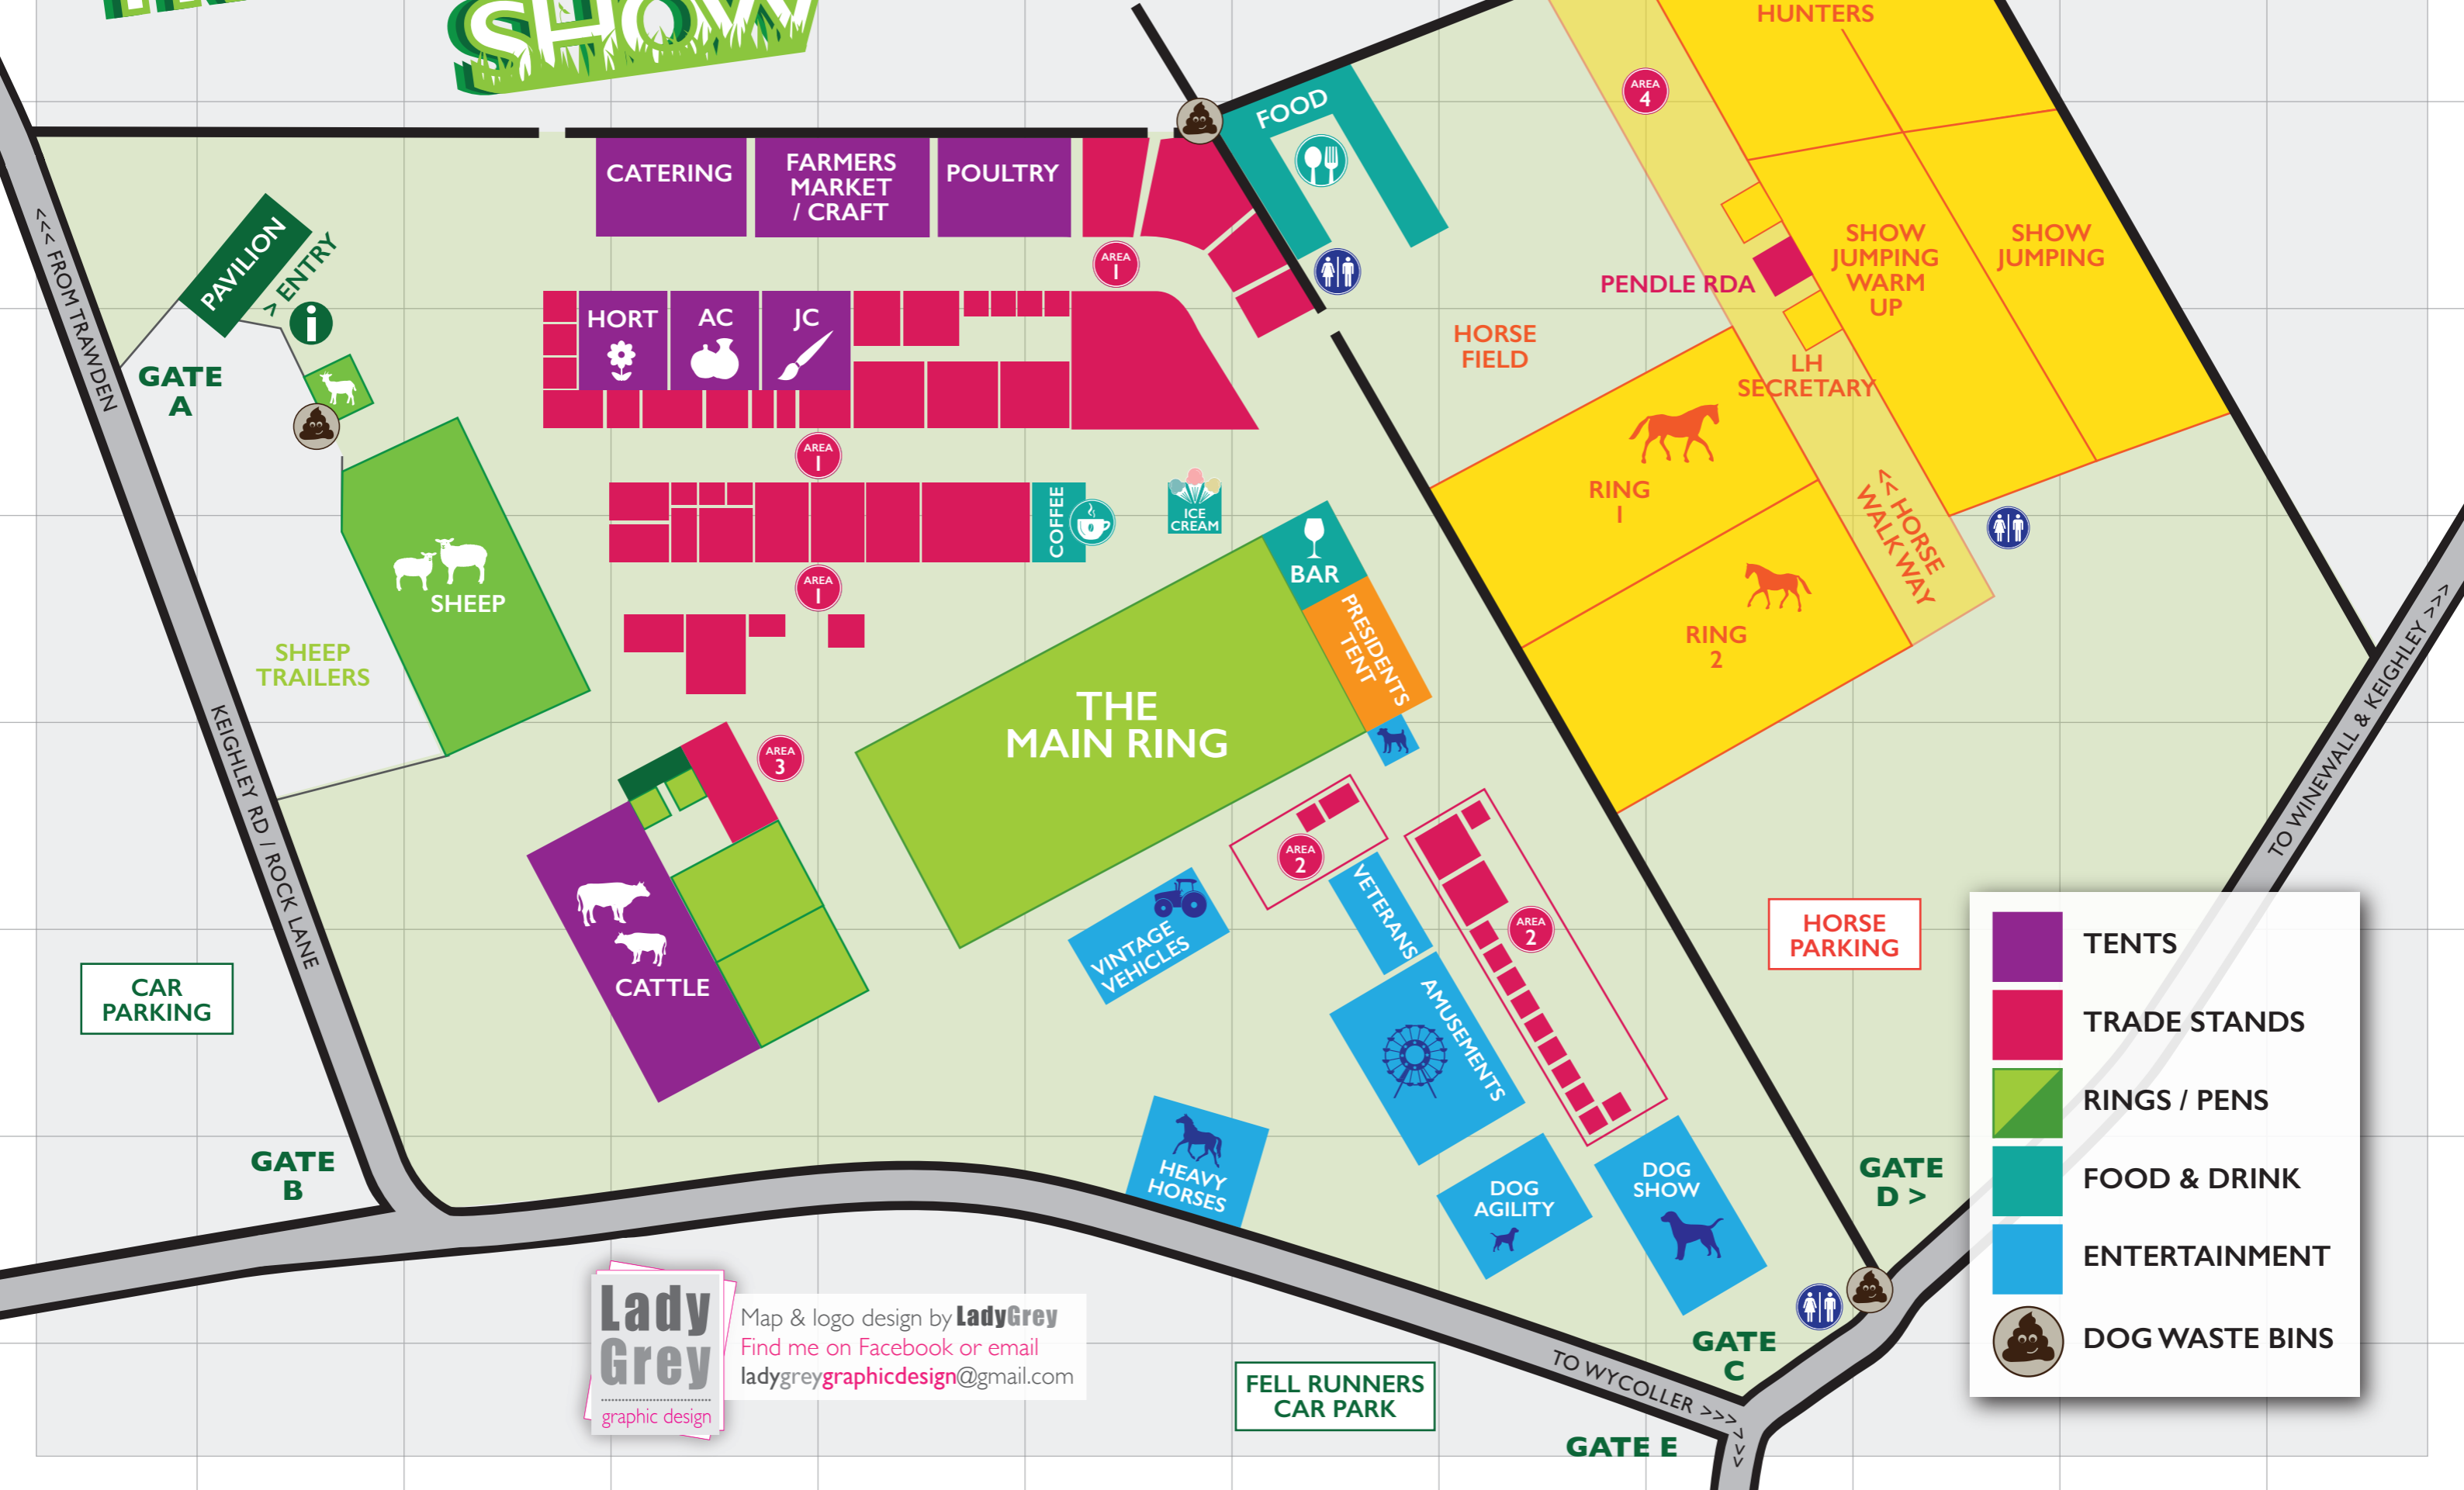 SHOW
HUNTERS
AREA
4
FOOD
CATERING
FARMERS
MARKET
/ CRAFT
POULTRY
<<< FROM TRAWDEN
PAVILION
< ENTRY
i
GATE
A
AREA
1
SHOW
JUMPING
WARM
UP
SHOW
JUMPING
PENDLE RDA
HORSE
FIELD
LH
SECRETARY
HORT
AC
JC
AREA
1
COFFEE
ICE
CREAM
RING
1
<< HORSE
WALK WAY
BAR
PRESIDENTS
TENT
SHEEP
AREA
1
RING
2
SHEEP
TRAILERS
THE
MAIN RING
KEIGHLEY RD / ROCK LANE
AREA
3
TO WINEWALL & KEIGHLEY >>>
AREA
2
VETERANS
AREA
2
VINTAGE
VEHICLES
HORSE
PARKING
CATTLE
CAR
PARKING
AMUSEMENTS
TENTS
TRADE STANDS
RINGS / PENS
FOOD & DRINK
ENTERTAINMENT
DOG WASTE BINS
GATE
B
HEAVY
HORSES
DOG
AGILITY
DOG
SHOW
GATE
D >
Lady
Grey
graphic design
Map & logo design by LadyGrey
Find me on Facebook or email
ladygreygraphicdesign@gmail.com
FELL RUNNERS
CAR PARK
TO WYCOLLER >>> >>>
GATE
C
GATE E